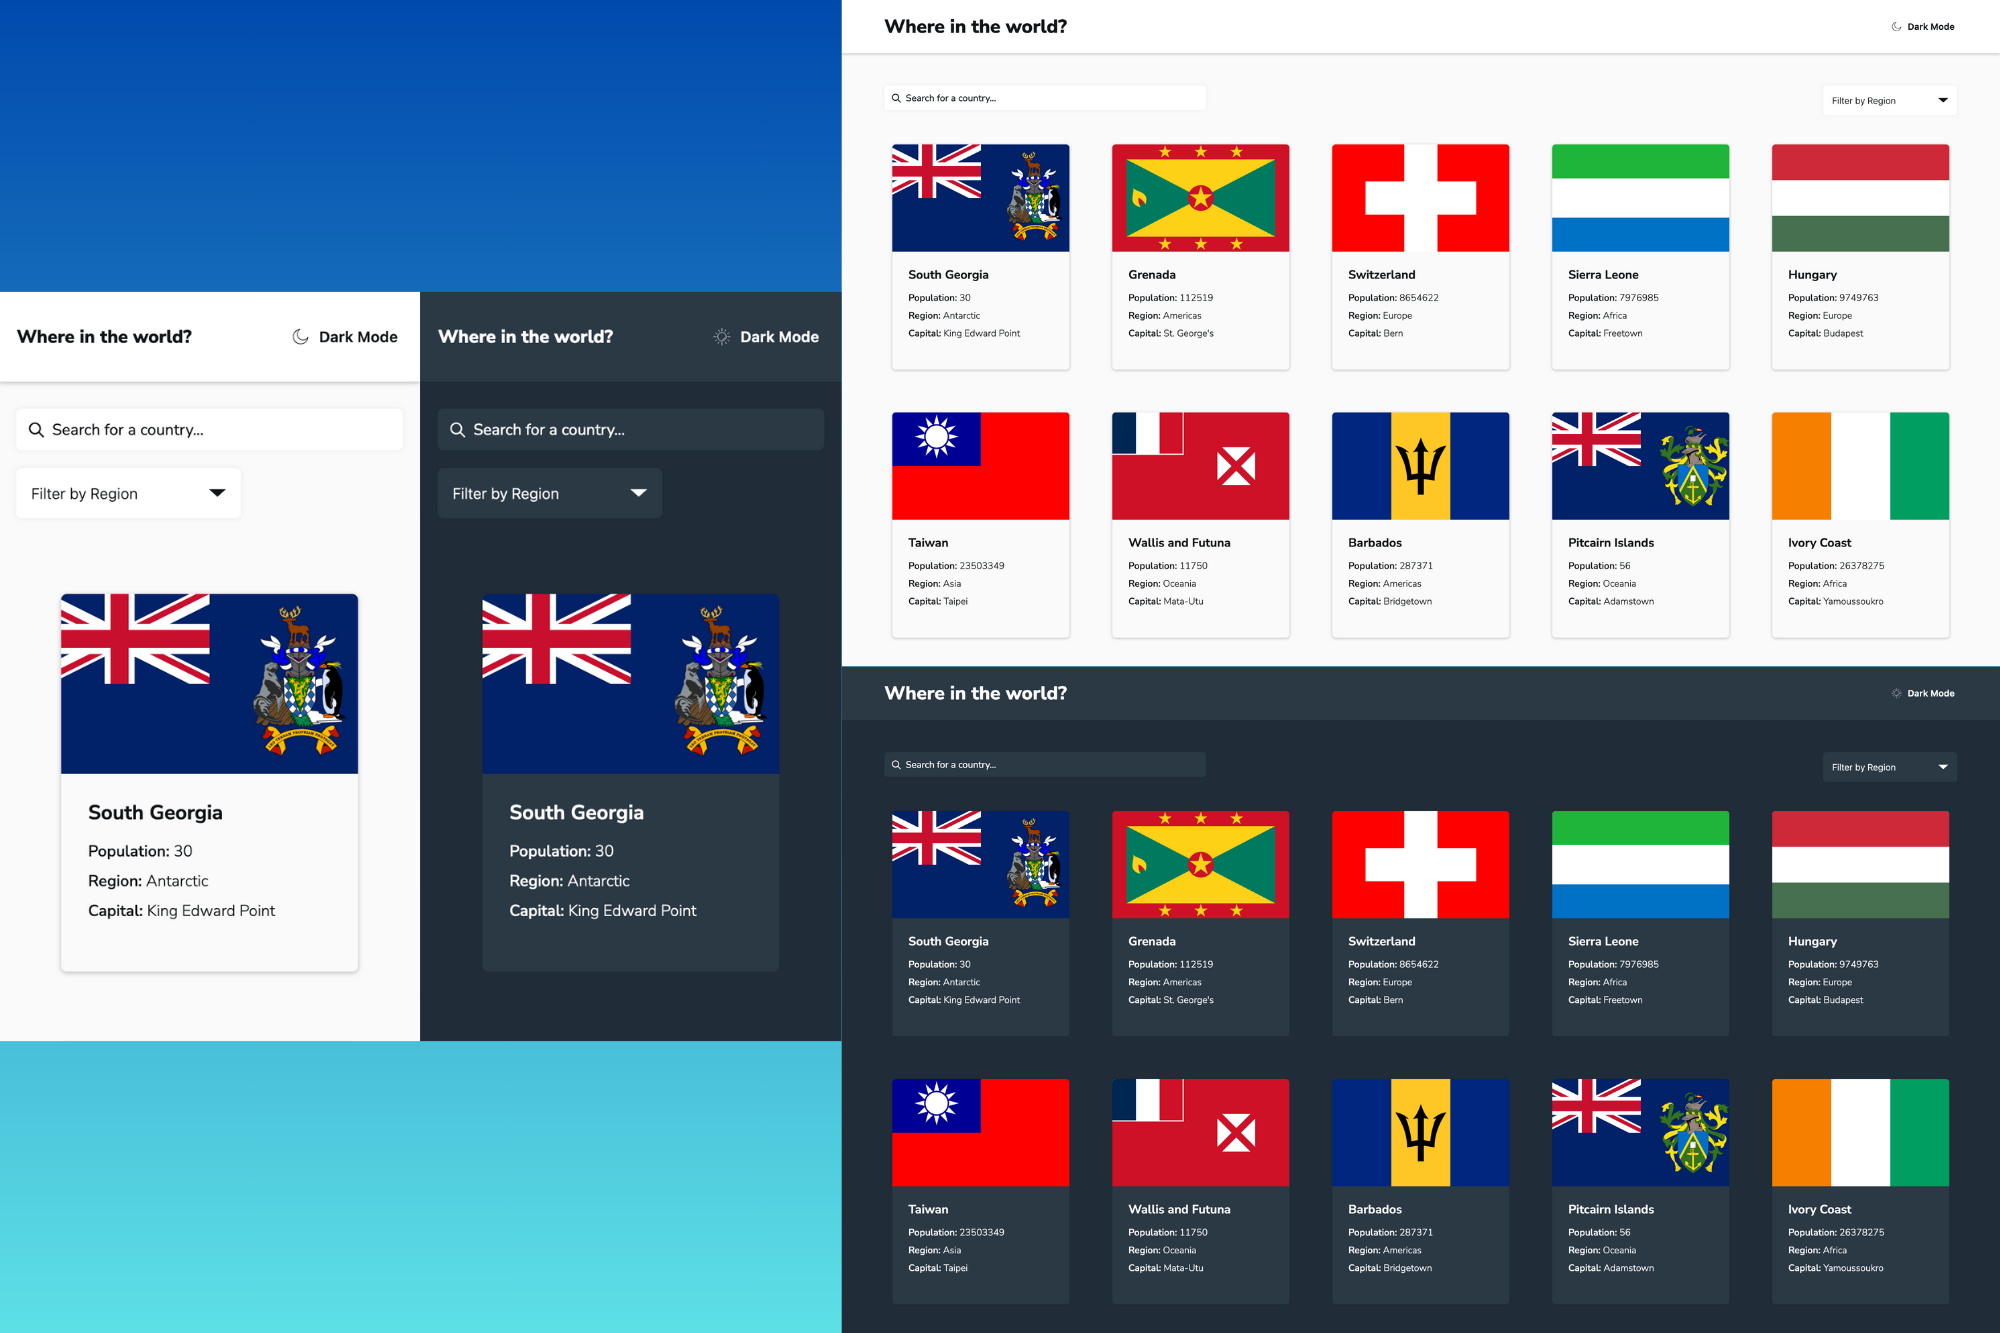 Where in the world?
Dark Mode
Search for a country...
Filter by Region
South Georgia
Population: 30
Region: Antarctic
Capital: King Edward Point
Where in the world?
Dark Mode
Search for a country...
Filter by Region
South Georgia
Population: 30
Region: Antarctic
Capital: King Edward Point
Where in the world?
Dark Mode
Search for a country...
Filter by Region
South Georgia
Population: 30
Region: Antarctic
Capital: King Edward Point
Grenada
Population: 112519
Region: Americas
Capital: St. George's
Switzerland
Population: 8654622
Region: Europe
Capital: Bern
Sierra Leone
Population: 7976985
Region: Africa
Capital: Freetown
Hungary
Population: 9749763
Region: Europe
Capital: Budapest
Taiwan
Population: 23503349
Region: Asia
Capital: Taipei
Wallis and Futuna
Population: 11750
Region: Oceania
Capital: Mata-Utu
Barbados
Population: 287371
Region: Americas
Capital: Bridgetown
Pitcairn Islands
Population: 56
Region: Oceania
Capital: Adamstown
Ivory Coast
Population: 26378275
Region: Africa
Capital: Yamoussoukro
Where in the world?
Dark Mode
Search for a country...
Filter by Region
South Georgia
Population: 30
Region: Antarctic
Capital: King Edward Point
Grenada
Population: 112519
Region: Americas
Capital: St. George's
Switzerland
Population: 8654622
Region: Europe
Capital: Bern
Sierra Leone
Population: 7976985
Region: Africa
Capital: Freetown
Hungary
Population: 9749763
Region: Europe
Capital: Budapest
Taiwan
Population: 23503349
Region: Asia
Capital: Taipei
Wallis and Futuna
Population: 11750
Region: Oceania
Capital: Mata-Utu
Barbados
Population: 287371
Region: Americas
Capital: Bridgetown
Pitcairn Islands
Population: 56
Region: Oceania
Capital: Adamstown
Ivory Coast
Population: 26378275
Region: Africa
Capital: Yamoussoukro